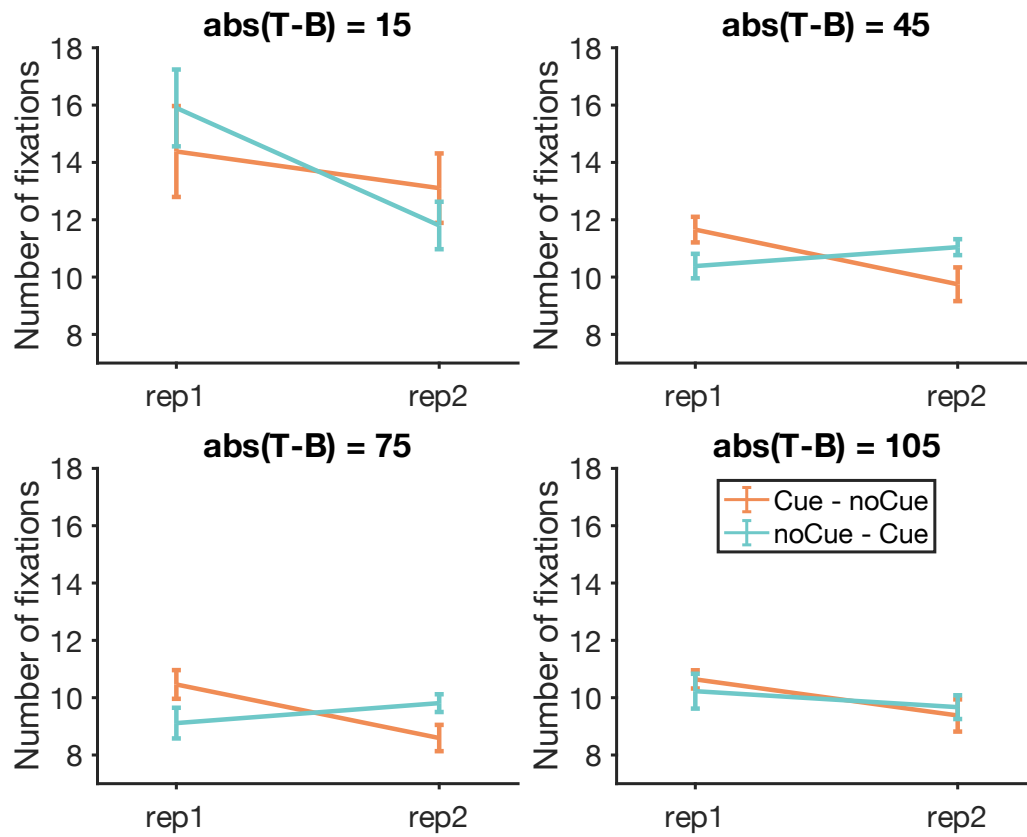 abs(T-B) = 15
Number of fixations
18
16
14
12
10
8
rep1
rep2
abs(T-B) = 45
Number of fixations
18
16
14
12
10
8
rep1
rep2
abs(T-B) = 75
Number of fixations
18
16
14
12
10
8
rep1
rep2
abs(T-B) = 105
Number of fixations
18
16
14
12
10
8
Cue - noCue
noCue - Cue
rep1
rep2